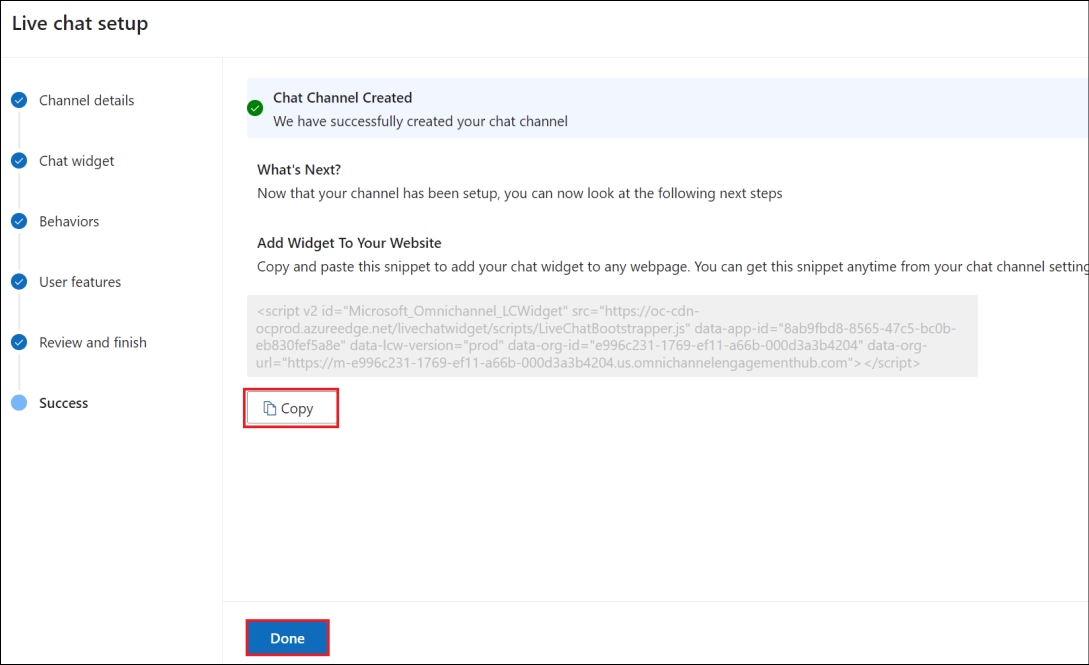 Live chat setup
Channel details
Chat widget
Behaviors
User features
Review and finish
Success
Chat Channel Created
We have successfully created your chat channel
What's Next?
Now that your channel has been setup, you can now look at the following next steps
Add Widget To Your Website
Copy and paste this snippet to add your chat widget to any webpage. You can get this snippet anytime from your chat channel setting
<script v2 id="Microsoft_Omnichannel_LCWidget" src="https://oc-cdn-
ocprod.azureedge.net/livechatwidget/scripts/LiveChatBootstrapper.js" data-app-id="8ab9fbd8-8565-47c5-bc0b-
eb830fef5a8e" data-lcw-version="prod" data-org-id="e996c231-1769-ef11-a66b-000d3a3b4204" data-org-
url="https://m-e996c231-1769-ef11-a66b-000d3a3b4204.us.omnichannelengagementhub.com"></script>
Copy
Done